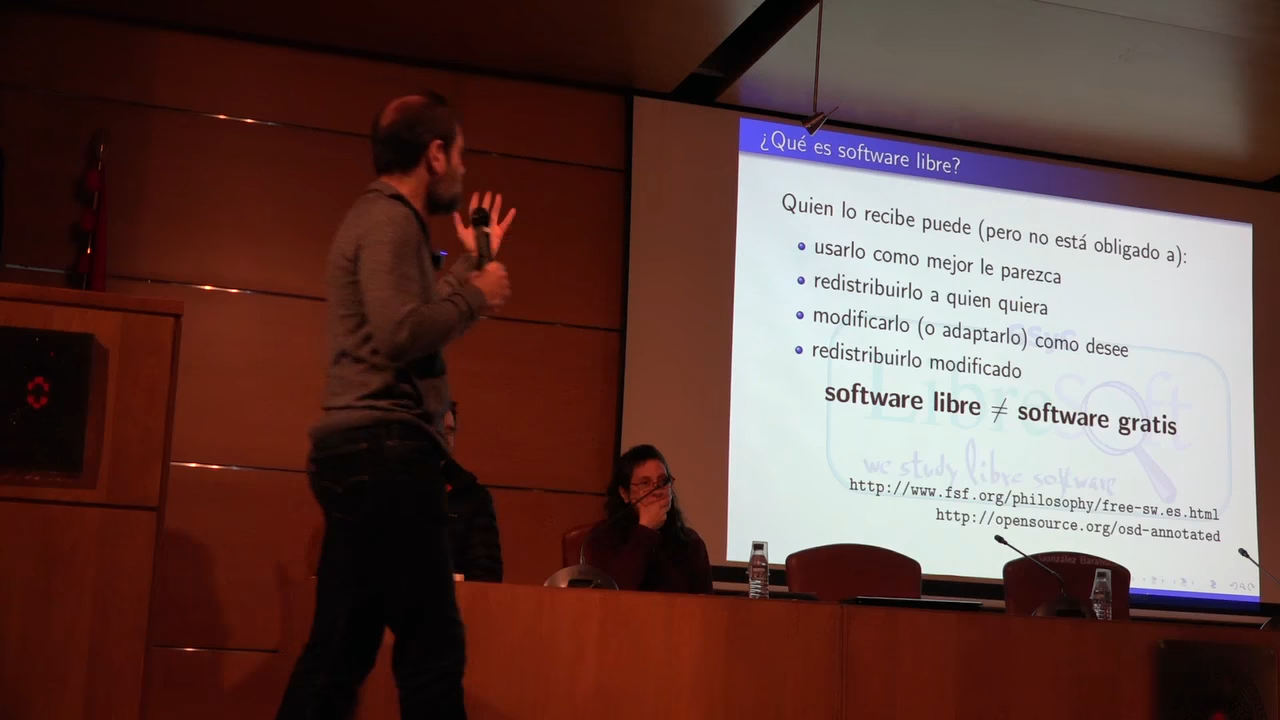 ¿Qué es software libre?
Quien lo recibe puede (pero no está obligado a):
usarlo como mejor le parezca
redistribuirlo a quien quiera
modificarlo (o adaptarlo) como desee
redistribuirlo modificado
software libre ≠ software gratis
LibreSoft
we study libre software
http://www.fsf.org/philosophy/free-sw.es.html
http://opensource.org/osd-annotated